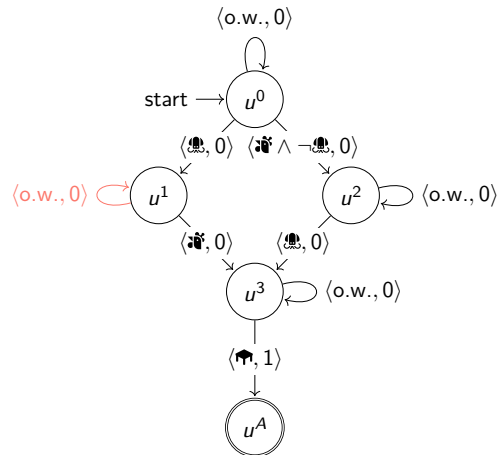 ⟨o.w., 0⟩
start
u⁰
⟨🐙, 0⟩ ⟨ ∧ ¬🐙, 0⟩
⟨o.w., 0⟩
u¹
u²
⟨o.w., 0⟩
⟨ , 0⟩
⟨🐙, 0⟩
u³
⟨o.w., 0⟩
⟨ , 1⟩
uᴬ